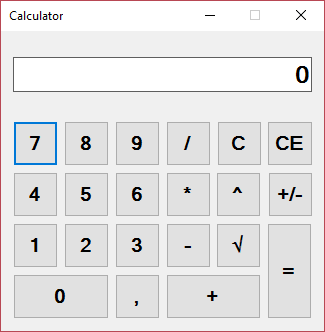 Calculator
0
7 8 9 / C CE
4 5 6 * ^ +/-
1 2 3 - √ =
0 , +